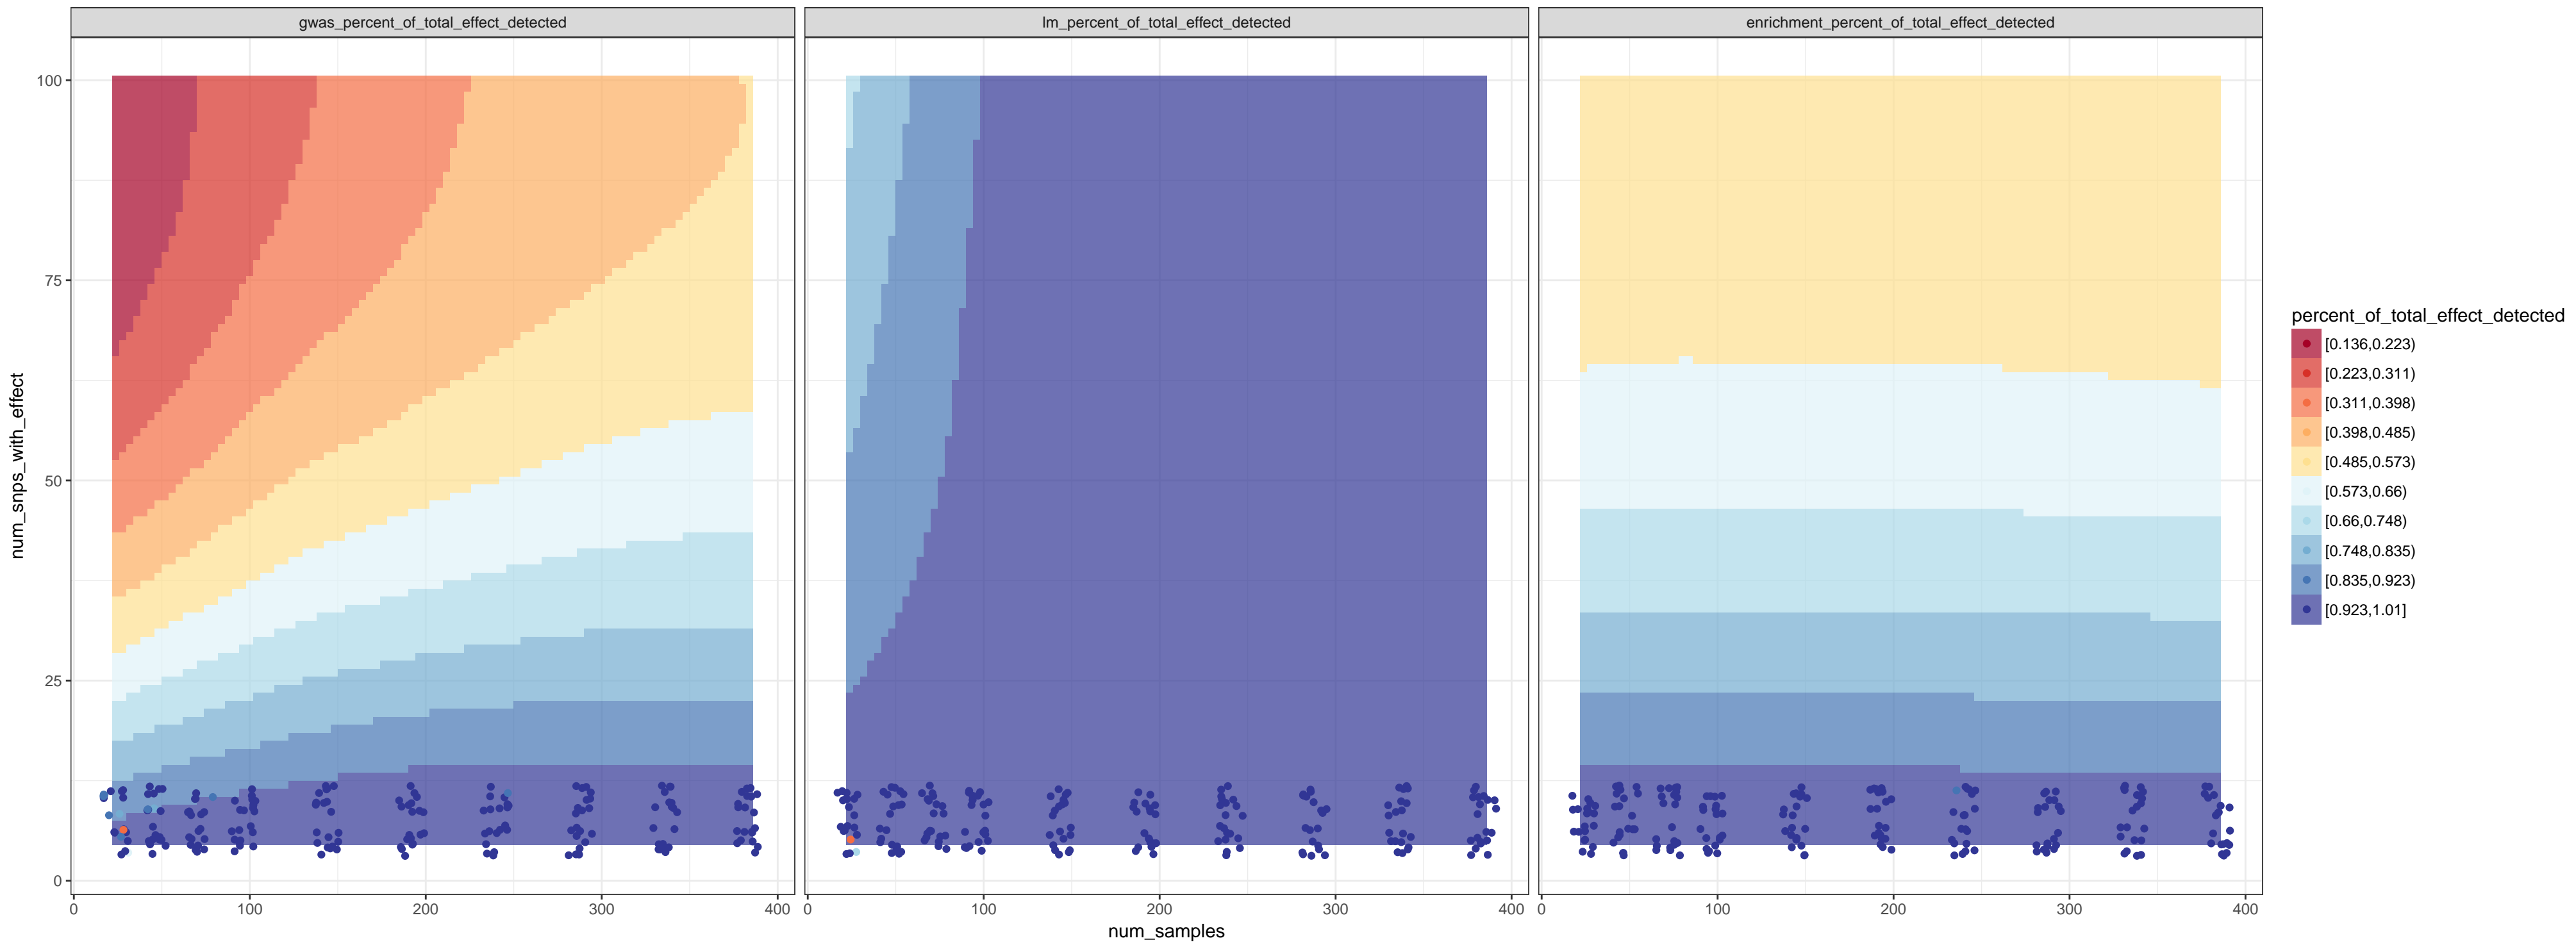 gwas_percent_of_total_effect_detected
lm_percent_of_total_effect_detected
enrichment_percent_of_total_effect_detected
num_snps_with_effect
100
75
50
25
0
0 100 200 300 400
0 100 200 300 400
0 100 200 300 400
num_samples
percent_of_total_effect_detected
[0.136,0.223)
[0.223,0.311)
[0.311,0.398)
[0.398,0.485)
[0.485,0.573)
[0.573,0.66)
[0.66,0.748)
[0.748,0.835)
[0.835,0.923)
[0.923,1.01]